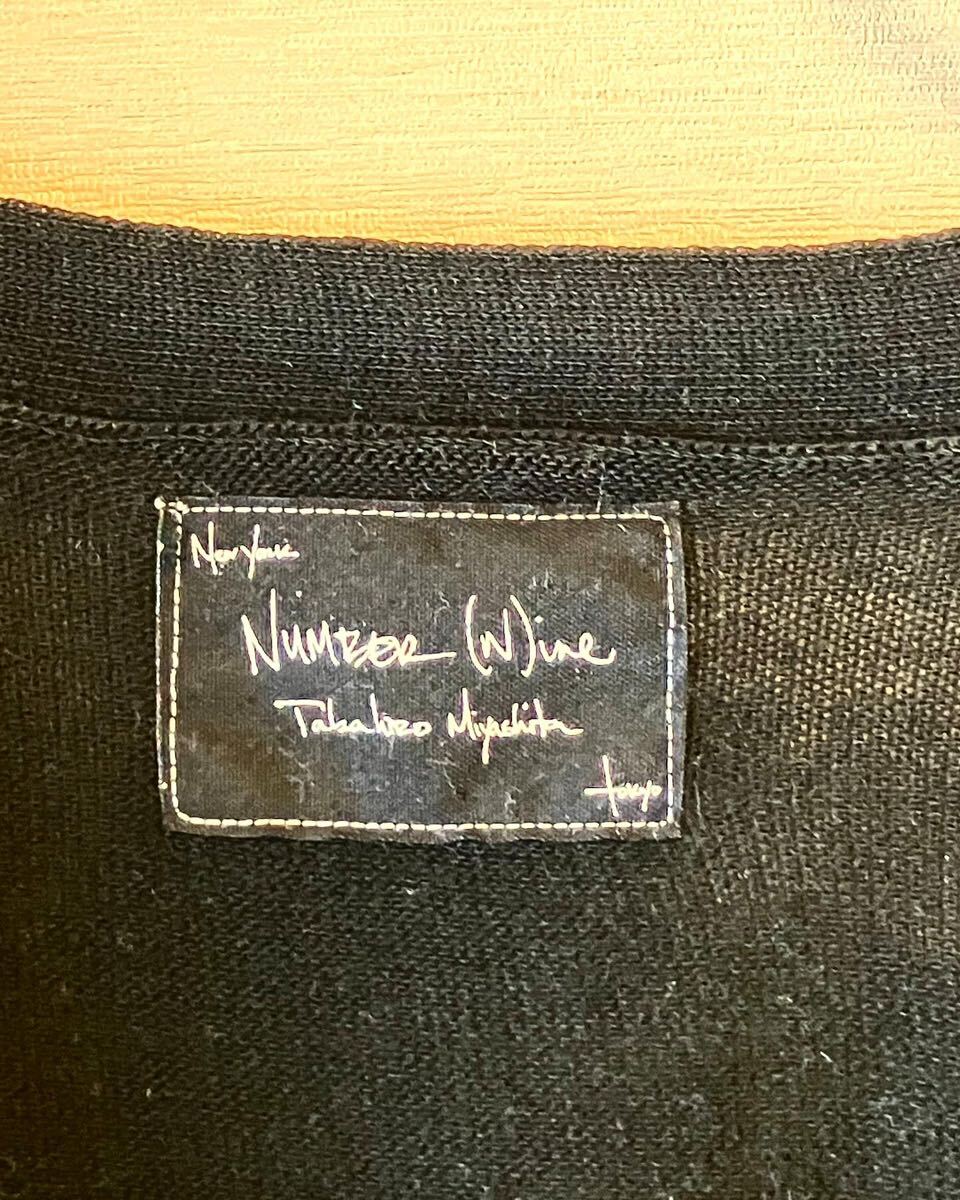 New York
NUMBER (N)ine
Takahiro Miyashita
tokyo